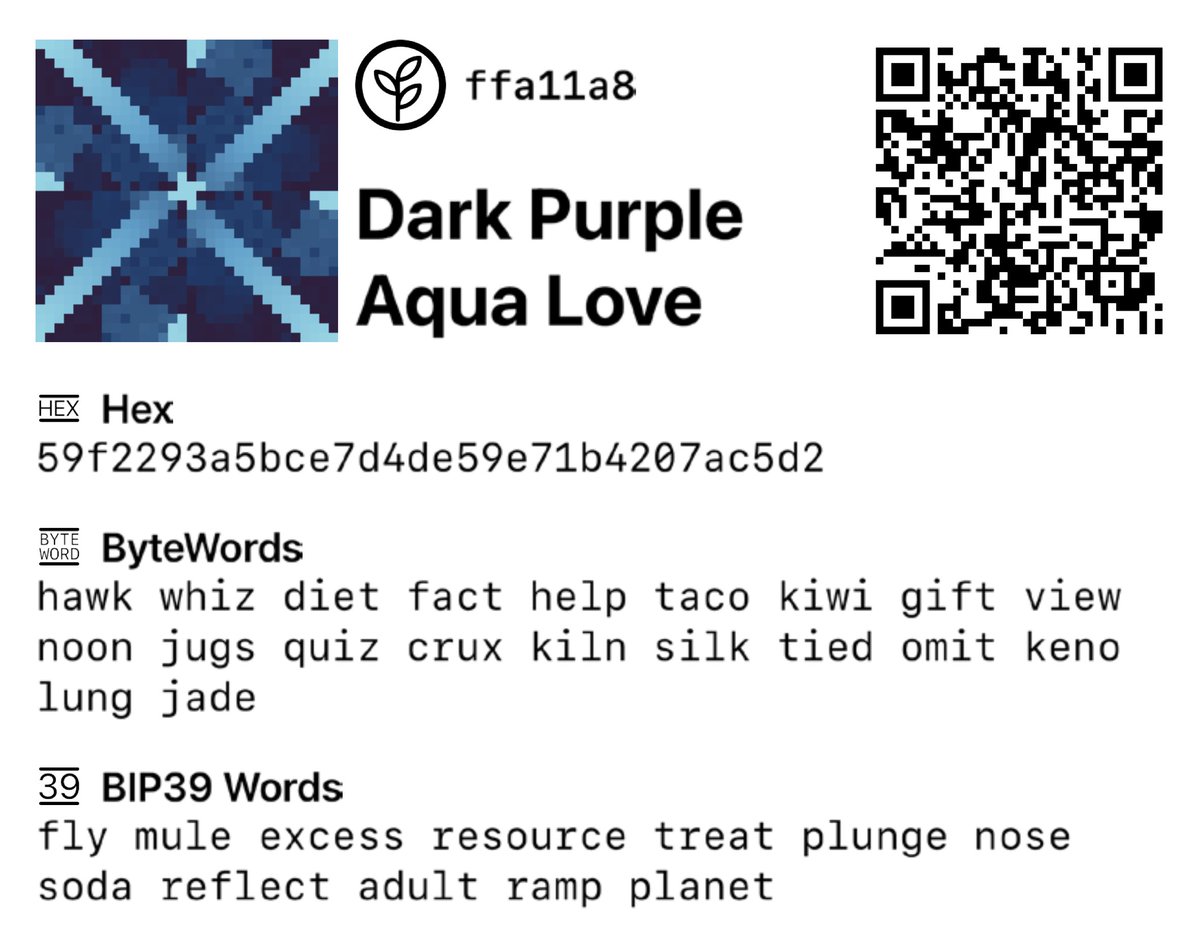 ffa11a8
Dark Purple
Aqua Love
HEX Hex
59f2293a5bce7d4de59e71b4207ac5d2
BYTE
WORD ByteWords
hawk whiz diet fact help taco kiwi gift view
noon jugs quiz crux kiln silk tied omit keno
lung jade
39 BIP39 Words
fly mule excess resource treat plunge nose
soda reflect adult ramp planet